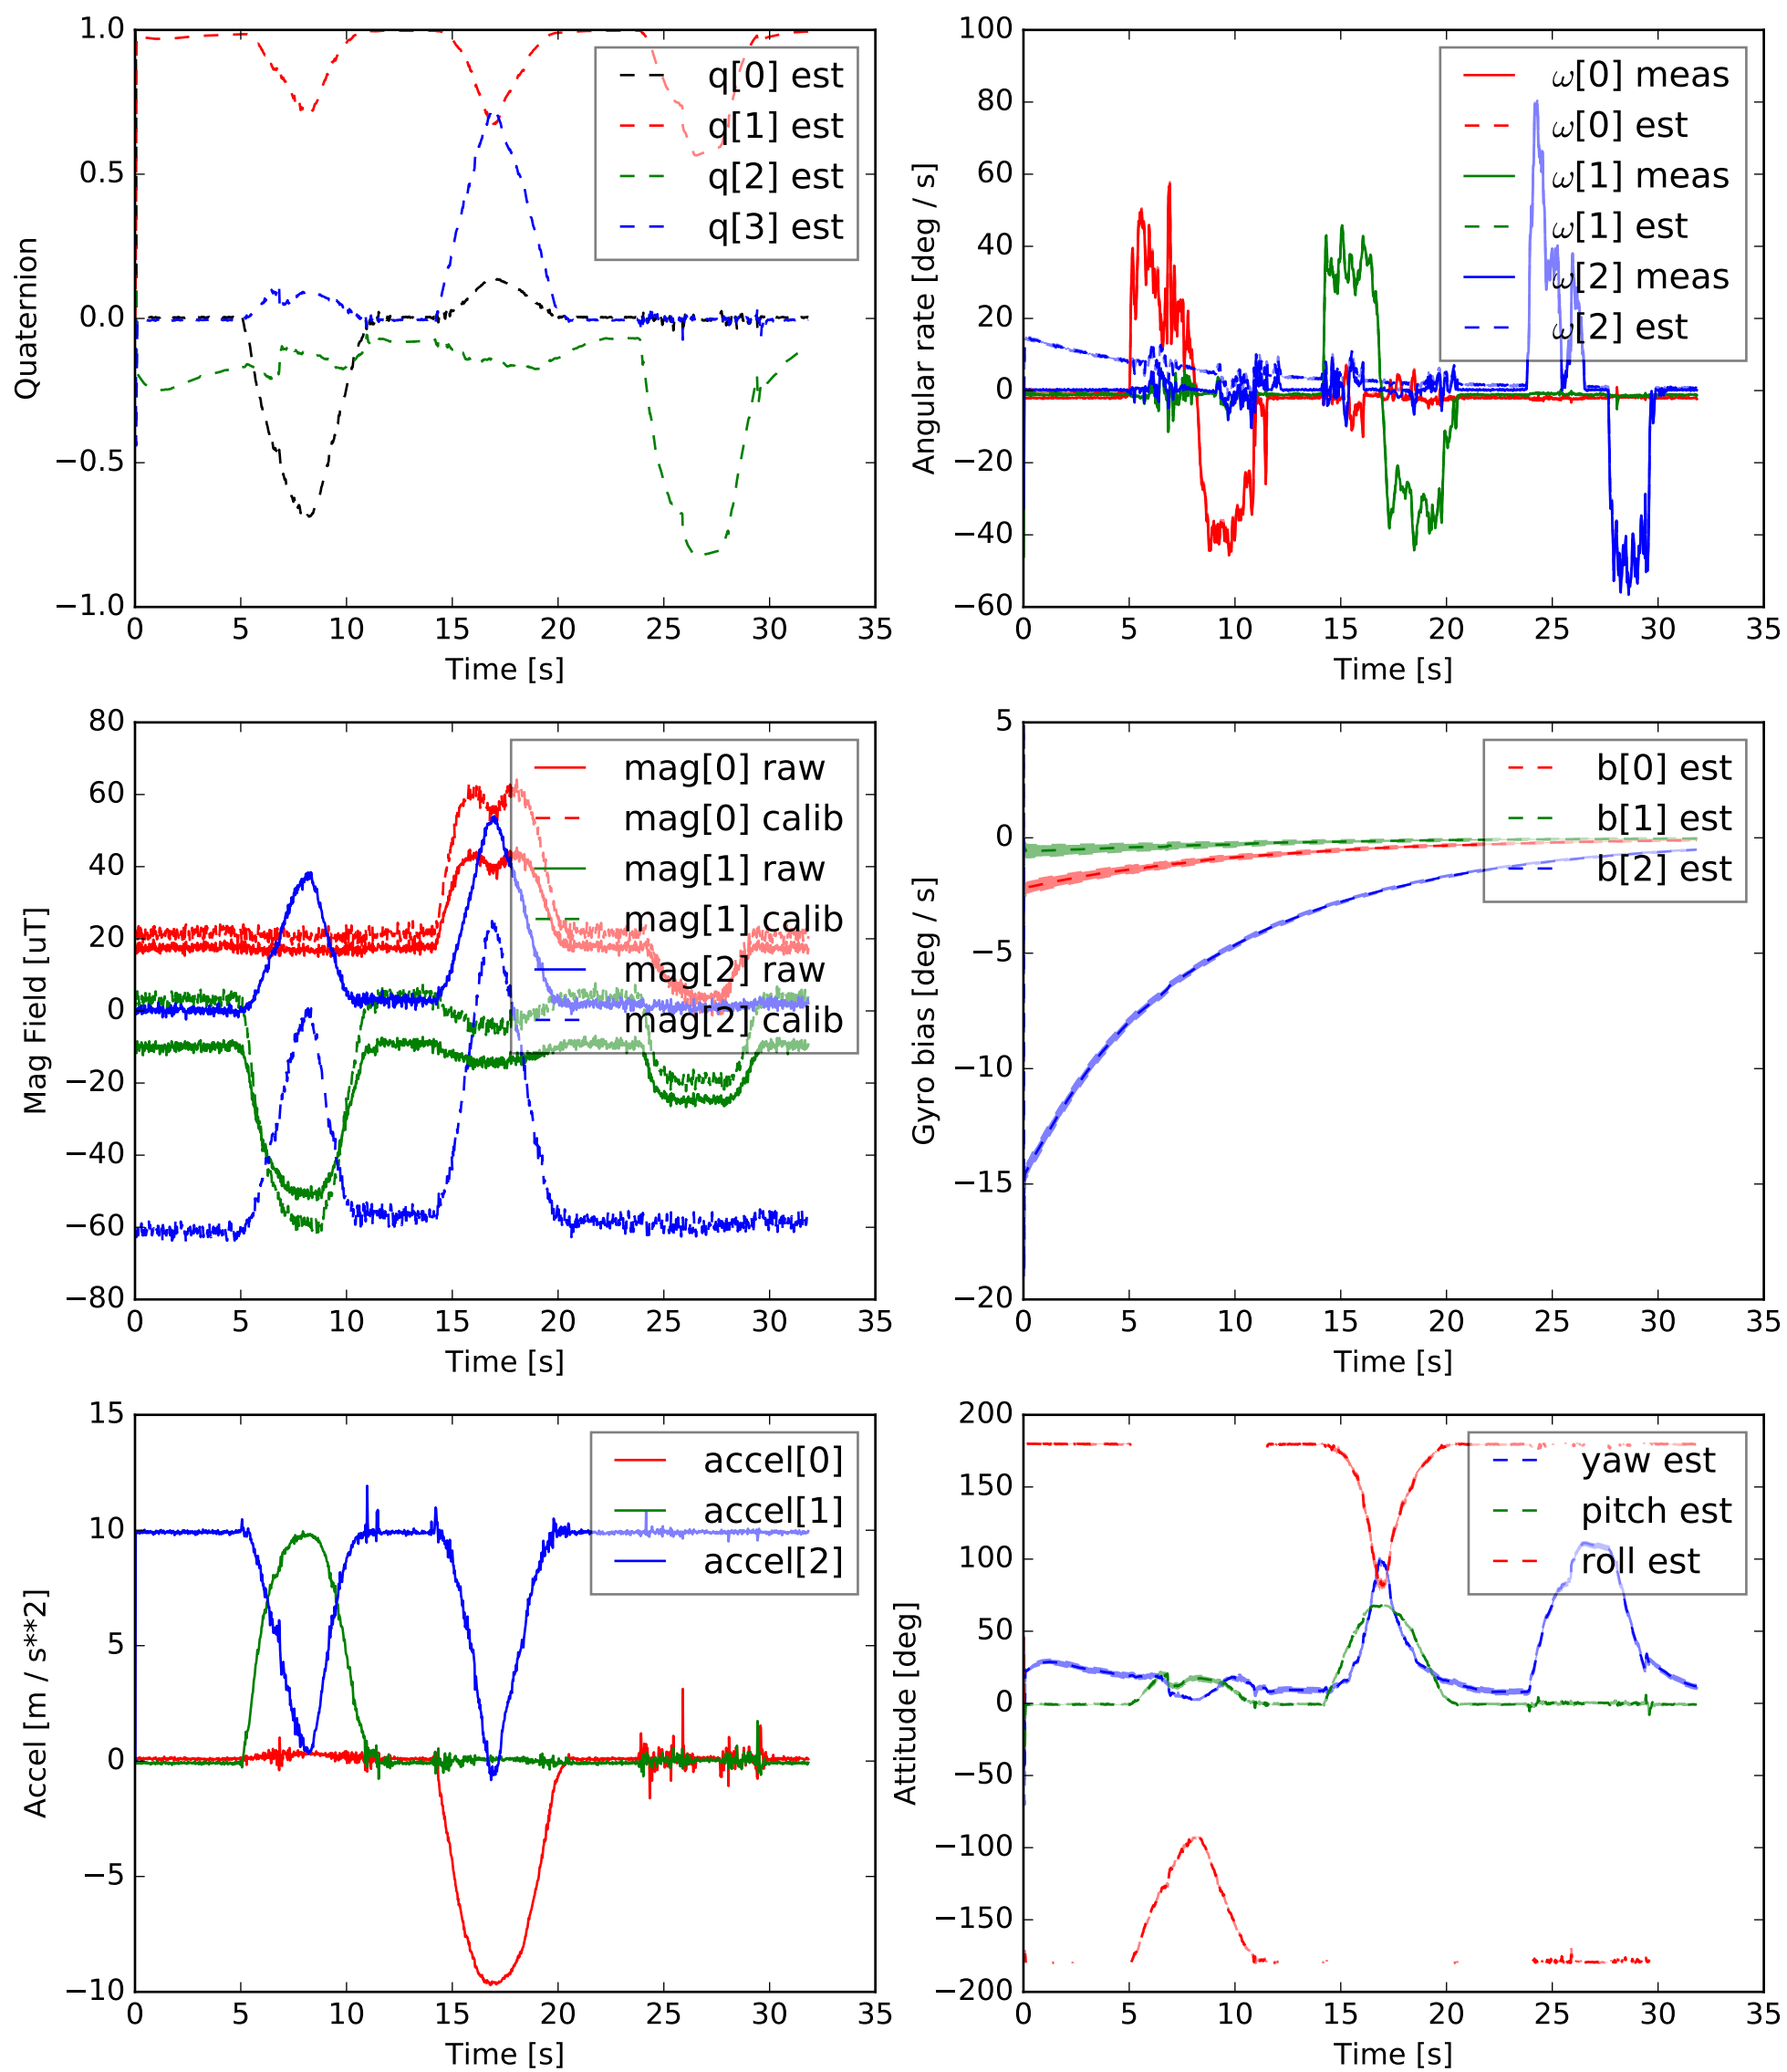 1.0
0.5
0.0
−0.5
−1.0
Quaternion
q[0] est
q[1] est
q[2] est
q[3] est
0 5 10 15 20 25 30 35
Time [s]
100
80
60
40
20
0
−20
−40
−60
Angular rate [deg / s]
ω[0] meas
ω[0] est
ω[1] meas
ω[1] est
ω[2] meas
ω[2] est
0 5 10 15 20 25 30 35
Time [s]
80
60
40
20
0
−20
−40
−60
−80
Mag Field [uT]
mag[0] raw
mag[0] calib
mag[1] raw
mag[1] calib
mag[2] raw
mag[2] calib
0 5 10 15 20 25 30 35
Time [s]
5
0
−5
−10
−15
−20
Gyro bias [deg / s]
b[0] est
b[1] est
b[2] est
0 5 10 15 20 25 30 35
Time [s]
15
10
5
0
−5
−10
Accel [m / s**2]
accel[0]
accel[1]
accel[2]
0 5 10 15 20 25 30 35
Time [s]
200
150
100
50
0
−50
−100
−150
−200
Attitude [deg]
yaw est
pitch est
roll est
0 5 10 15 20 25 30 35
Time [s]